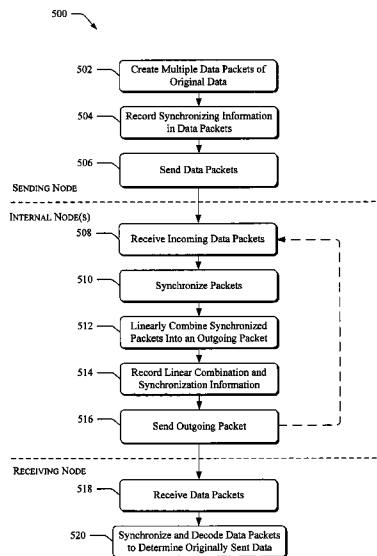 500
502
Create Multiple Data Packets of
Original Data
504
Record Synchronizing Information
in Data Packets
506
Send Data Packets
SENDING NODE
INTERNAL NODE(S)
508
Receive Incoming Data Packets
510
Synchronize Packets
512
Linearly Combine Synchronized
Packets Into an Outgoing Packet
514
Record Linear Combination and
Synchronization Information
516
Send Outgoing Packet
RECEIVING NODE
518
Receive Data Packets
520
Synchronize and Decode Data Packets
to Determine Originally Sent Data